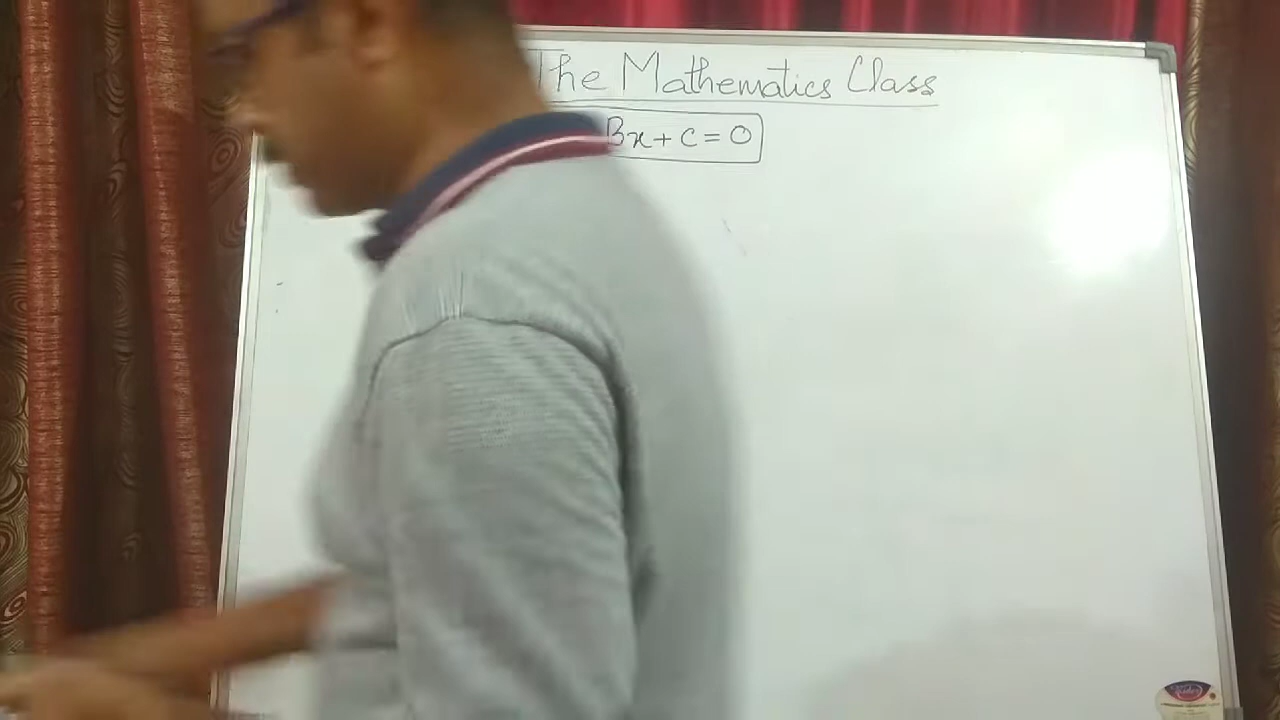 The Mathematics Class
Bx + C = 0